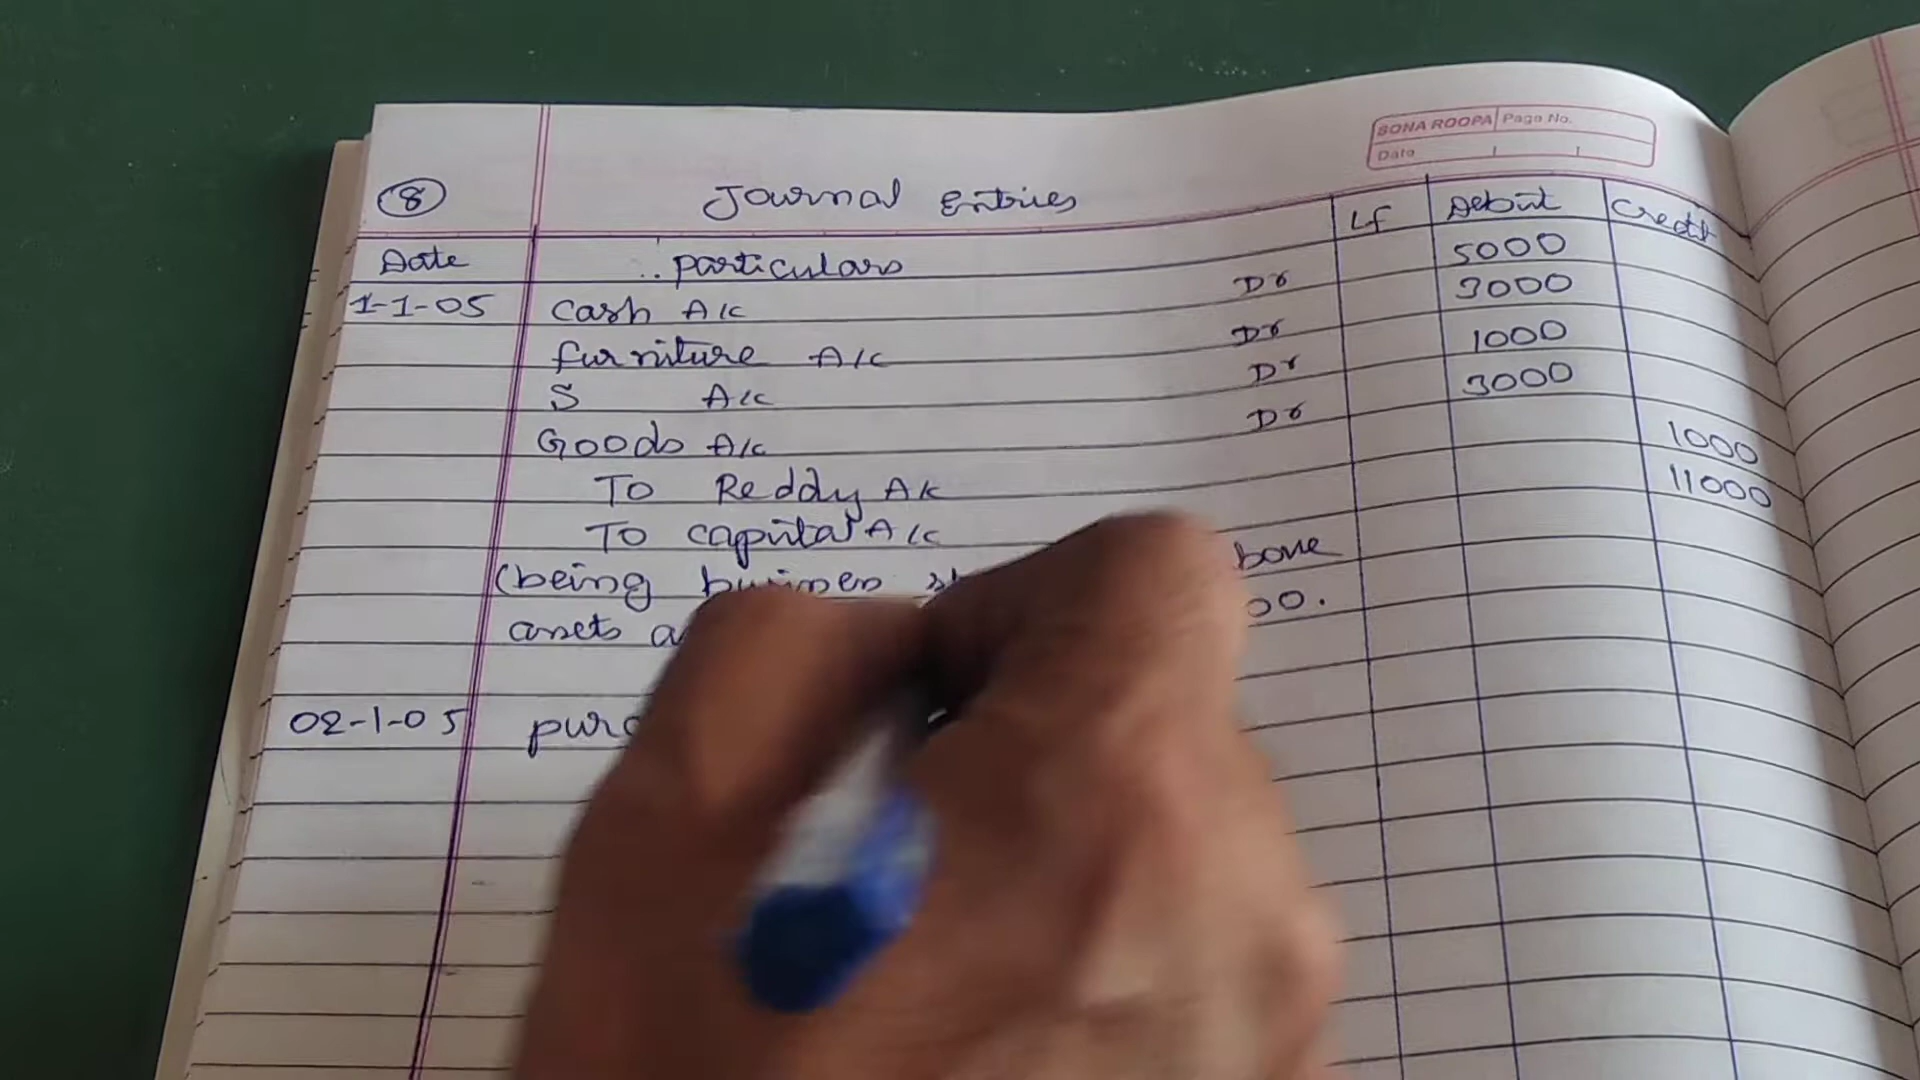 SONA ROOPA Page No.
Date
8 Journal Entries
Date particulars LF Debit Credit
1-1-05 Cash A/c Dr 5000
furniture A/c Dr 3000
S A/c Dr 1000
Goods A/c Dr 3000
To Reddy A/c 1000
To capital A/c 11000
(being
assets 00.
02-1-05